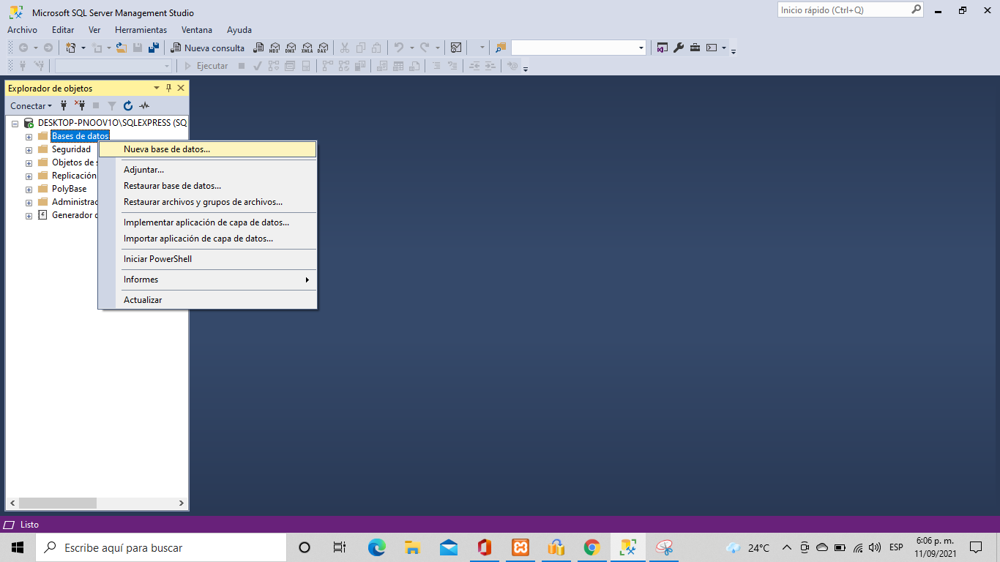 Microsoft SQL Server Management Studio
Inicio rápido (Ctrl+Q)
Archivo Editar Ver Herramientas Ventana Ayuda
Nueva consulta
MDX DMX XMLA DAX
Ejecutar
Explorador de objetos
Conectar
DESKTOP-PNOOV1O\SQLEXPRESS (SQ
Bases de datos
Seguridad
Objetos de s
Replicación
PolyBase
Administrac
Generador d
Nueva base de datos...
Adjuntar...
Restaurar base de datos...
Restaurar archivos y grupos de archivos...
Implementar aplicación de capa de datos...
Importar aplicación de capa de datos...
Iniciar PowerShell
Informes
Actualizar
Listo
Escribe aquí para buscar
24°C
ESP
6:06 p. m.
11/09/2021